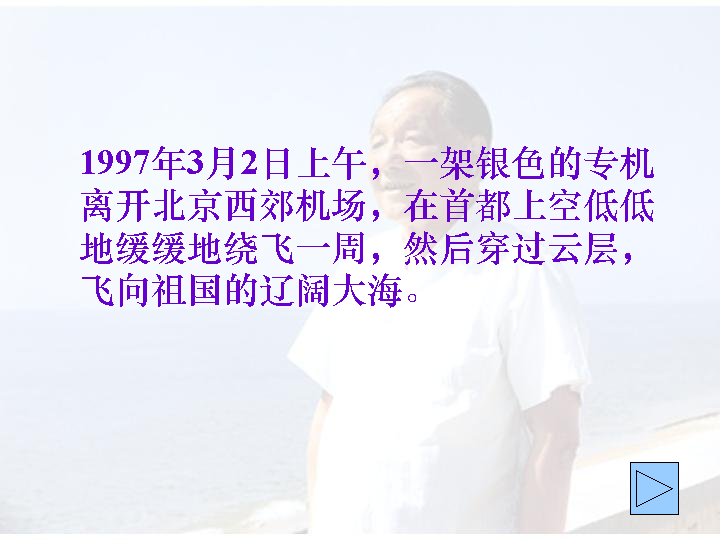 1997年3月2日上午，一架银色的专机
离开北京西郊机场，在首都上空低低
地缓缓地绕飞一周，然后穿过云层，
飞向祖国的辽阔大海。